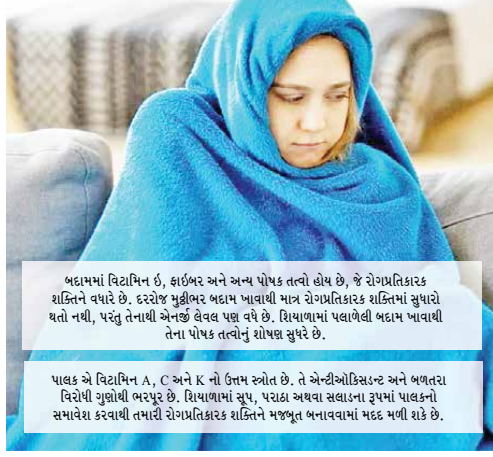 બદામમાં વિટામિન ઇ, ફાઇબર અને અન્ય પોષક તત્વો હોય છે, જે રોગપ્રતિકારક
શક્તિને વધારે છે. દરરોજ મુઠ્ઠીભર બદામ ખાવાથી માત્ર રોગપ્રતિકારક શક્તિમાં સુધારો
થતો નથી, પરંતુ તેનાથી એનર્જી લેવલ પણ વધે છે. શિયાળામાં પલાળેલી બદામ ખાવાથી
તેના પોષક તત્વોનું શોષણ સુધરે છે.
પાલક એ વિટામિન A, C અને K નો ઉત્તમ સ્ત્રોત છે. તે એન્ટીઑકિસડન્ટ અને બળતરા
વિરોધી ગુણોથી ભરપૂર છે. શિયાળામાં સૂપ, પરાઠા અથવા સલાડના રૂપમાં પાલકનો
સમાવેશ કરવાથી તમારી રોગપ્રતિકારક શક્તિને મજબૂત બનાવવામાં મદદ મળી શકે છે.